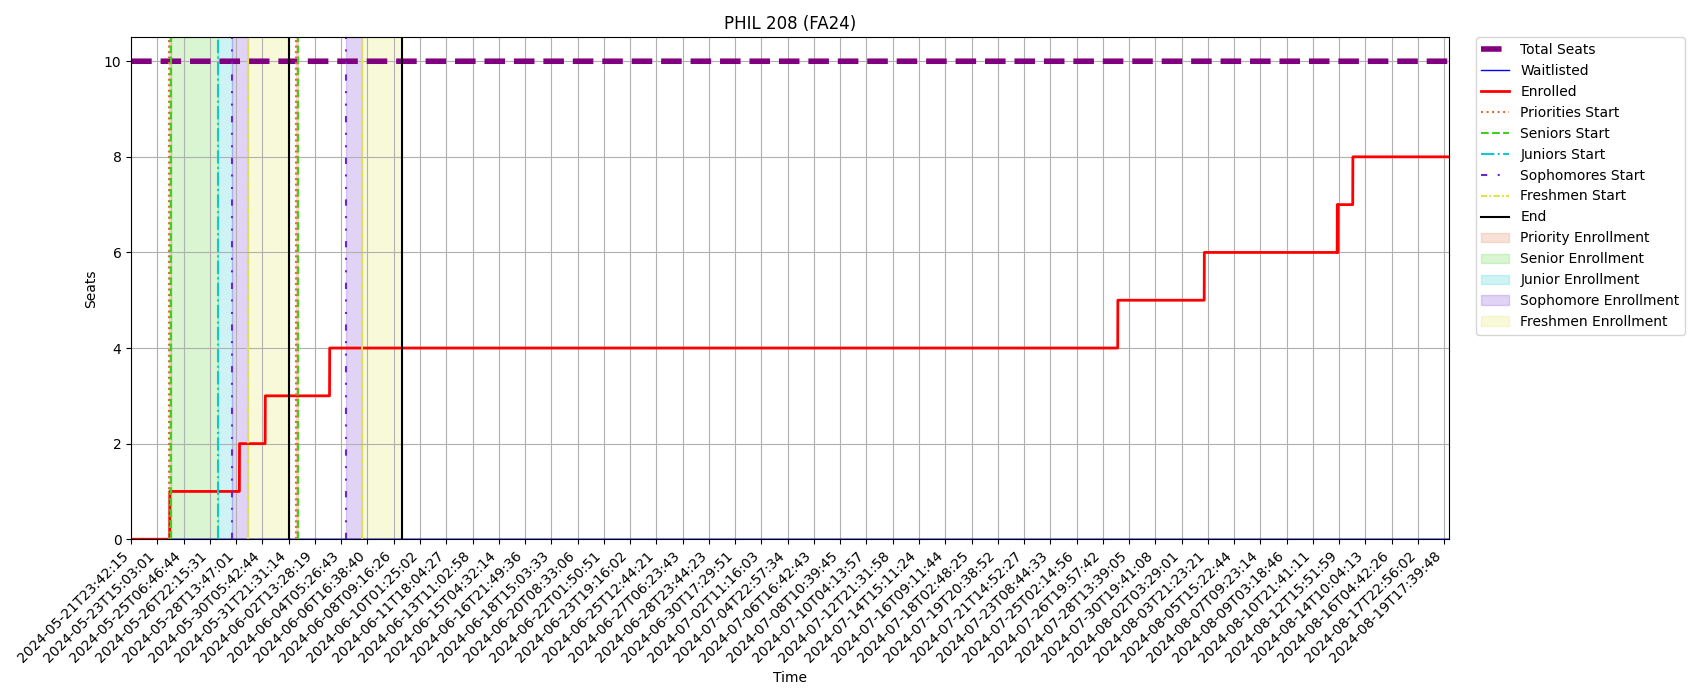 PHIL 208 (FA24)
Seats
10
8
6
4
2
0
2024-05-21T23:42:15
2024-05-23T15:03:01
2024-05-25T06:46:44
2024-05-26T22:15:31
2024-05-28T13:47:01
2024-05-30T05:42:44
2024-05-31T21:31:14
2024-06-02T13:28:19
2024-06-04T05:26:43
2024-06-06T16:38:40
2024-06-08T09:16:26
2024-06-10T01:25:02
2024-06-11T18:04:27
2024-06-13T11:02:58
2024-06-15T04:32:14
2024-06-16T21:49:36
2024-06-18T15:03:33
2024-06-20T08:33:06
2024-06-22T01:50:51
2024-06-23T19:16:02
2024-06-25T12:44:21
2024-06-27T06:23:43
2024-06-28T23:44:23
2024-06-30T17:29:51
2024-07-02T11:16:03
2024-07-04T22:57:34
2024-07-06T16:42:43
2024-07-08T10:39:45
2024-07-10T04:13:57
2024-07-12T21:31:58
2024-07-14T15:11:24
2024-07-16T09:11:44
2024-07-18T02:48:25
2024-07-19T20:38:52
2024-07-21T14:52:27
2024-07-23T08:44:33
2024-07-25T02:14:56
2024-07-26T19:57:42
2024-07-28T13:39:05
2024-07-30T19:41:08
2024-08-02T03:29:01
2024-08-03T21:23:21
2024-08-05T15:22:44
2024-08-07T09:23:14
2024-08-09T03:18:46
2024-08-10T21:41:11
2024-08-12T15:51:59
2024-08-14T10:04:13
2024-08-16T04:42:26
2024-08-17T22:56:02
2024-08-19T17:39:48
Time
Total Seats
Waitlisted
Enrolled
Priorities Start
Seniors Start
Juniors Start
Sophomores Start
Freshmen Start
End
Priority Enrollment
Senior Enrollment
Junior Enrollment
Sophomore Enrollment
Freshmen Enrollment